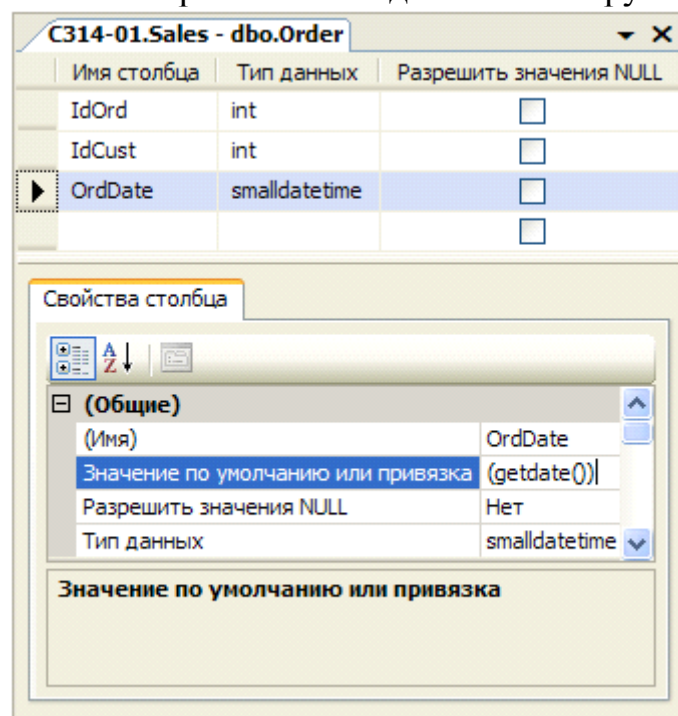 C314-01.Sales - dbo.Order
Имя столбца Тип данных Разрешить значения NULL
IdOrd int
IdCust int
OrdDate smalldatetime
Свойства столбца
(Общие)
(Имя) OrdDate
Значение по умолчанию или привязка (getdate())
Разрешить значения NULL Нет
Тип данных smalldatetime
Значение по умолчанию или привязка